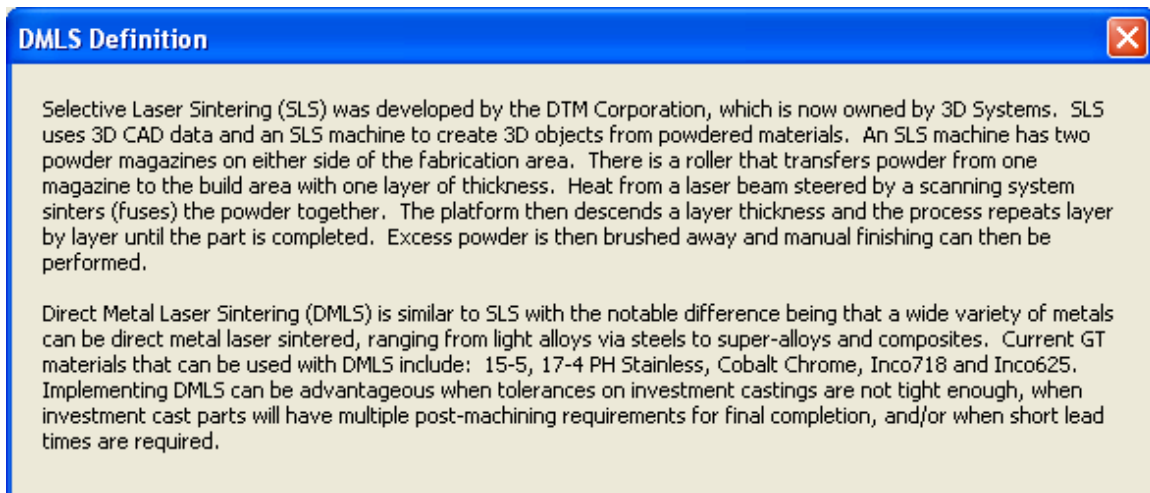 DMLS Definition
Selective Laser Sintering (SLS) was developed by the DTM Corporation, which is now owned by 3D Systems.  SLS
uses 3D CAD data and an SLS machine to create 3D objects from powdered materials.  An SLS machine has two
powder magazines on either side of the fabrication area.  There is a roller that transfers powder from one
magazine to the build area with one layer of thickness.  Heat from a laser beam steered by a scanning system
sinters (fuses) the powder together.  The platform then descends a layer thickness and the process repeats layer
by layer until the part is completed.  Excess powder is then brushed away and manual finishing can then be
performed.
Direct Metal Laser Sintering (DMLS) is similar to SLS with the notable difference being that a wide variety of metals
can be direct metal laser sintered, ranging from light alloys via steels to super-alloys and composites.  Current GT
materials that can be used with DMLS include:  15-5, 17-4 PH Stainless, Cobalt Chrome, Inco718 and Inco625.
Implementing DMLS can be advantageous when tolerances on investment castings are not tight enough, when
investment cast parts will have multiple post-machining requirements for final completion, and/or when short lead
times are required.